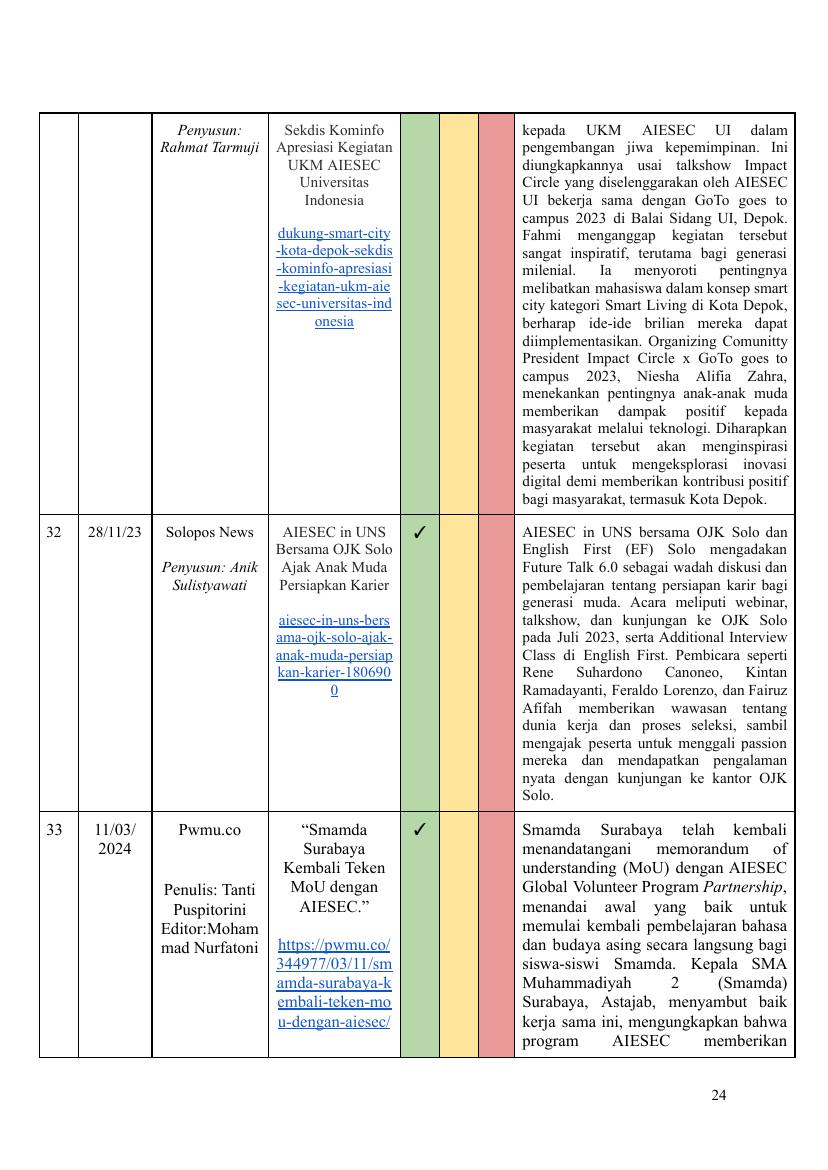 Penyusun:
Rahmat Tarmuji
Sekdis Kominfo
Apresiasi Kegiatan
UKM AIESEC
Universitas
Indonesia
dukung-smart-city
-kota-depok-sekdis
-kominfo-apresiasi
-kegiatan-ukm-aie
sec-universitas-ind
onesia
kepada UKM AIESEC UI dalam
pengembangan jiwa kepemimpinan. Ini
diungkapkannya usai talkshow Impact
Circle yang diselenggarakan oleh AIESEC
UI bekerja sama dengan GoTo goes to
campus 2023 di Balai Sidang UI, Depok.
Fahmi menganggap kegiatan tersebut
sangat inspiratif, terutama bagi generasi
milenial. Ia menyoroti pentingnya
melibatkan mahasiswa dalam konsep smart
city kategori Smart Living di Kota Depok,
berharap ide-ide brilian mereka dapat
diimplementasikan. Organizing Comunitty
President Impact Circle x GoTo goes to
campus 2023, Niesha Alifia Zahra,
menekankan pentingnya anak-anak muda
memberikan dampak positif kepada
masyarakat melalui teknologi. Diharapkan
kegiatan tersebut akan menginspirasi
peserta untuk mengeksplorasi inovasi
digital demi memberikan kontribusi positif
bagi masyarakat, termasuk Kota Depok.
32
28/11/23
Solopos News
Penyusun: Anik
Sulistyawati
AIESEC in UNS
Bersama OJK Solo
Ajak Anak Muda
Persiapkan Karier
aiesec-in-uns-bers
ama-ojk-solo-ajak-
anak-muda-persiap
kan-karier-180690
0
✓
AIESEC in UNS bersama OJK Solo dan
English First (EF) Solo mengadakan
Future Talk 6.0 sebagai wadah diskusi dan
pembelajaran tentang persiapan karir bagi
generasi muda. Acara meliputi webinar,
talkshow, dan kunjungan ke OJK Solo
pada Juli 2023, serta Additional Interview
Class di English First. Pembicara seperti
Rene Suhardono Canoneo, Kintan
Ramadayanti, Feraldo Lorenzo, dan Fairuz
Afifah memberikan wawasan tentang
dunia kerja dan proses seleksi, sambil
mengajak peserta untuk menggali passion
mereka dan mendapatkan pengalaman
nyata dengan kunjungan ke kantor OJK
Solo.
33
11/03/
2024
Pwmu.co
Penulis: Tanti
Puspitorini
Editor:Moham
mad Nurfatoni
“Smamda
Surabaya
Kembali Teken
MoU dengan
AIESEC.”
https://pwmu.co/
344977/03/11/sm
amda-surabaya-k
embali-teken-mo
u-dengan-aiesec/
✓
Smamda Surabaya telah kembali
menandatangani memorandum of
understanding (MoU) dengan AIESEC
Global Volunteer Program Partnership,
menandai awal yang baik untuk
memulai kembali pembelajaran bahasa
dan budaya asing secara langsung bagi
siswa-siswi Smamda. Kepala SMA
Muhammadiyah 2 (Smamda)
Surabaya, Astajab, menyambut baik
kerja sama ini, mengungkapkan bahwa
program AIESEC memberikan
24